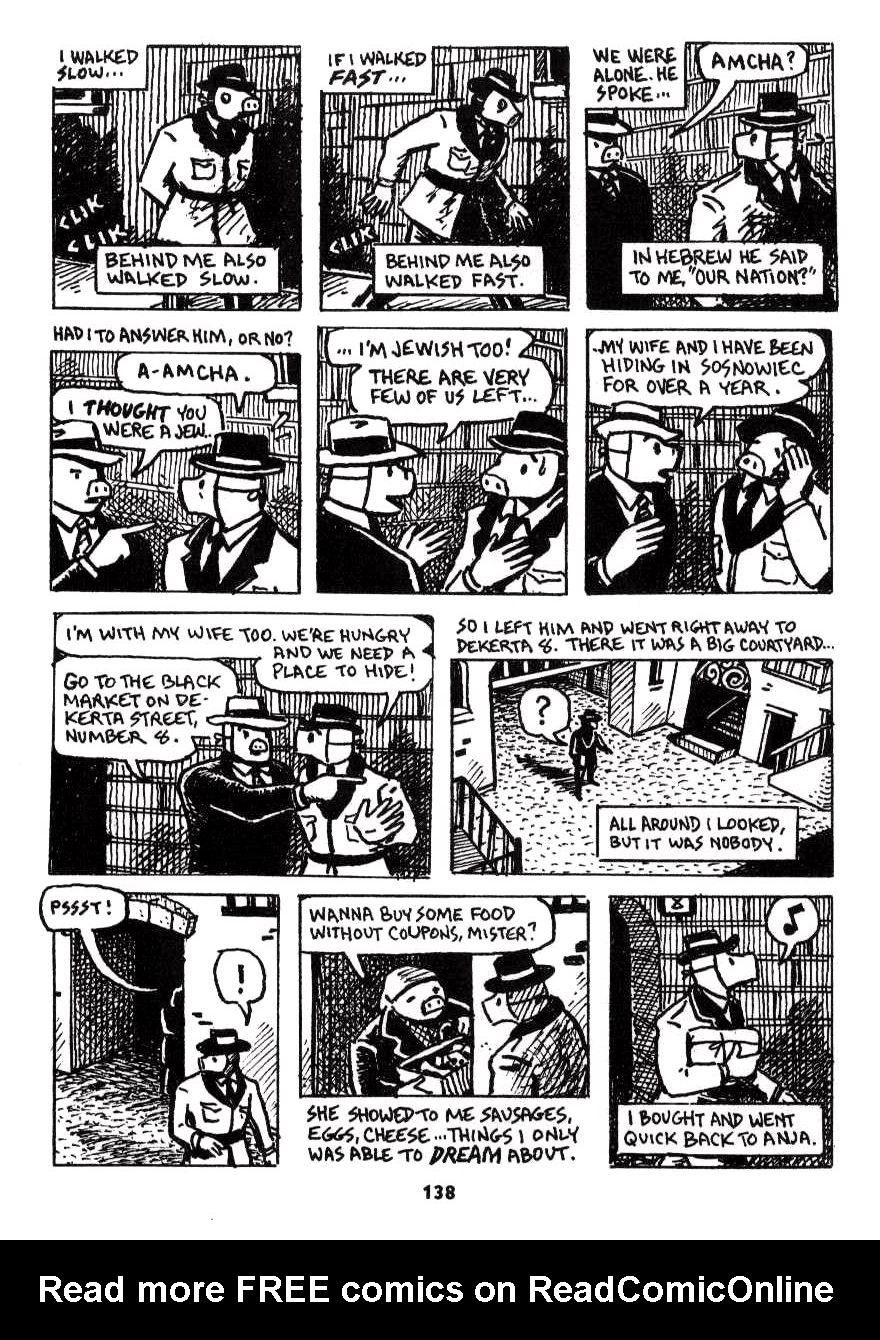 I WALKED
SLOW...
CLIK
CLIK
BEHIND ME ALSO
WALKED SLOW.
IF I WALKED
FAST...
CLIK
BEHIND ME ALSO
WALKED FAST.
WE WERE
ALONE. HE
SPOKE...
AMCHA?
IN HEBREW HE SAID
TO ME, "OUR NATION?"
HAD I TO ANSWER HIM, OR NO?
A-AMCHA.
I THOUGHT YOU
WERE A JEW..
... I'M JEWISH TOO!
THERE ARE VERY
FEW OF US LEFT...
..MY WIFE AND I HAVE BEEN
HIDING IN SOSNOWIEC
FOR OVER A YEAR.
I'M WITH MY WIFE TOO. WE'RE HUNGRY
AND WE NEED A
PLACE TO HIDE!
GO TO THE BLACK
MARKET ON DE-
KERTA STREET,
NUMBER 8.
SO I LEFT HIM AND WENT RIGHT AWAY TO
DEKERTA 8. THERE IT WAS A BIG COURTYARD...
?
ALL AROUND I LOOKED,
BUT IT WAS NOBODY.
PSSST!
!
WANNA BUY SOME FOOD
WITHOUT COUPONS, MISTER?
SHE SHOWED TO ME SAUSAGES,
EGGS, CHEESE...THINGS I ONLY
WAS ABLE TO DREAM ABOUT.
8
♪
I BOUGHT AND WENT
QUICK BACK TO ANJA.
138
Read more FREE comics on ReadComicOnline